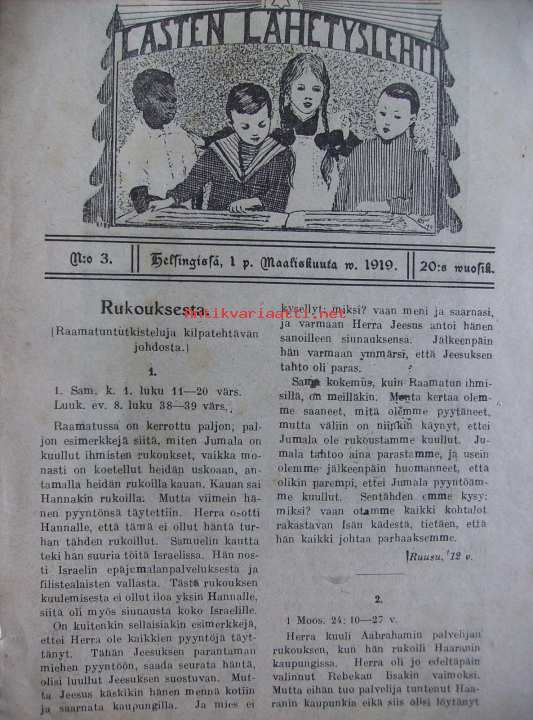 LASTEN LÄHETYSLEHTI
N:o 3.
Helsingissä, 1 p. Maaliskuuta w. 1919.
20:s wuosik.
Antikvariaatti.net
Rukouksesta.
(Raamatuntutkisteluja kilpatehtävän
johdosta.)
1.
1. Sam. k. 1. luku 11—20 värs.
Luuk. ev. 8. luku 38—39 värs.
Raamatussa on kerrottu paljon, pal-
jon esimerkkejä siitä, miten Jumala on
kuullut ihmisten rukoukset, vaikka mo-
nasti on koetellut heidän uskoaan, an-
tamalla heidän rukoilla kauan. Kauan sai
Hannakin rukoilla. Mutta viimein hä-
nen pyyntönsä täytettiin. Herra osotti
Hannalle, että tämä ei ollut häntä tur-
han tähden rukoillut. Samuelin kautta
teki hän suuria töitä Israelissa. Hän nos-
ti Israelin epäjumalanpalveluksesta ja
filistealaisten vallasta. Tästä rukouksen
kuulemisesta ei ollut iloa yksin Hannalle,
siitä oli myös siunausta koko Israelille.
On kuitenkin sellaisiakin esimerkkejä,
ettei Herra ole kaikkien pyyntöjä täyt-
tänyt. Tähän Jeesuksen parantaman
miehen pyyntöön, saada seurata häntä,
olisi luullut Jeesuksen suostuvan. Mut-
ta Jeesus käskikin hänen mennä kotiin
ja saarnata kaupungilla. Ja mies ei
kysellyt: miksi? vaan meni ja saarnasi,
ja varmaan Herra Jeesus antoi hänen
sanoilleen siunauksensa. Jälkeenpäin
hän varmaan ymmärsi, että Jeesuksen
tahto oli paras.
Sama kokemus, kuin Raamatun ihmi-
sillä, on meilläkin. Monta kertaa olem-
me saaneet, mitä olemme pyytäneet,
mutta väliin on niinkin käynyt, ettei
Jumala ole rukoustamme kuullut. Ju-
mala tahtoo aina parastamme, ja usein
olemme jälkeenpäin huomanneet, että
olikin parempi, ettei Jumala pyyntöäm-
me kuullut. Sentähden emme kysy:
miksi? vaan otamme kaikki kohtalot
rakastavan Isän kädestä, tietäen, että
hän kaikki johtaa parhaaksemme.
Ruusu, 12 v.
2.
1 Moos. 24: 10—27 v.
Herra kuuli Aabrahamin palvelijan
rukouksen, kun hän rukoili Haaranin
kaupungissa. Herra oli jo edeltäpäin
valinnut Rebekan Iisakin vaimoksi.
Mutta eihän tuo palvelija tuntenut Haa-
ranin kaupunkia eikä siis olisi löytänyt